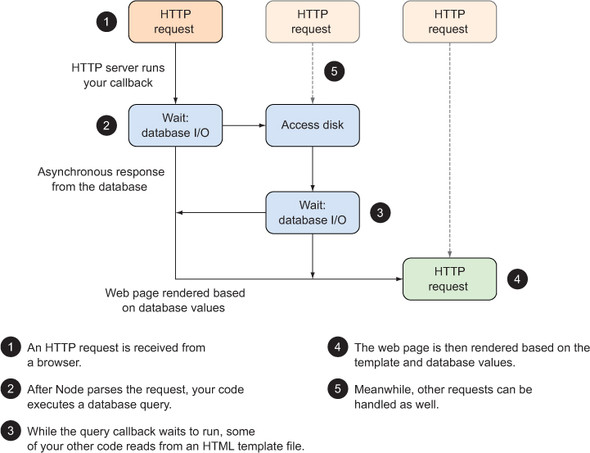 1
HTTP
request
HTTP
request
HTTP
request
HTTP server runs
your callback
5
2
Wait:
database I/O
Access disk
Asynchronous response
from the database
Wait:
database I/O
3
HTTP
request
4
Web page rendered based
on database values
1 An HTTP request is received from
a browser.
2 After Node parses the request, your code
executes a database query.
3 While the query callback waits to run, some
of your other code reads from an HTML template file.
4 The web page is then rendered based on the
template and database values.
5 Meanwhile, other requests can be
handled as well.